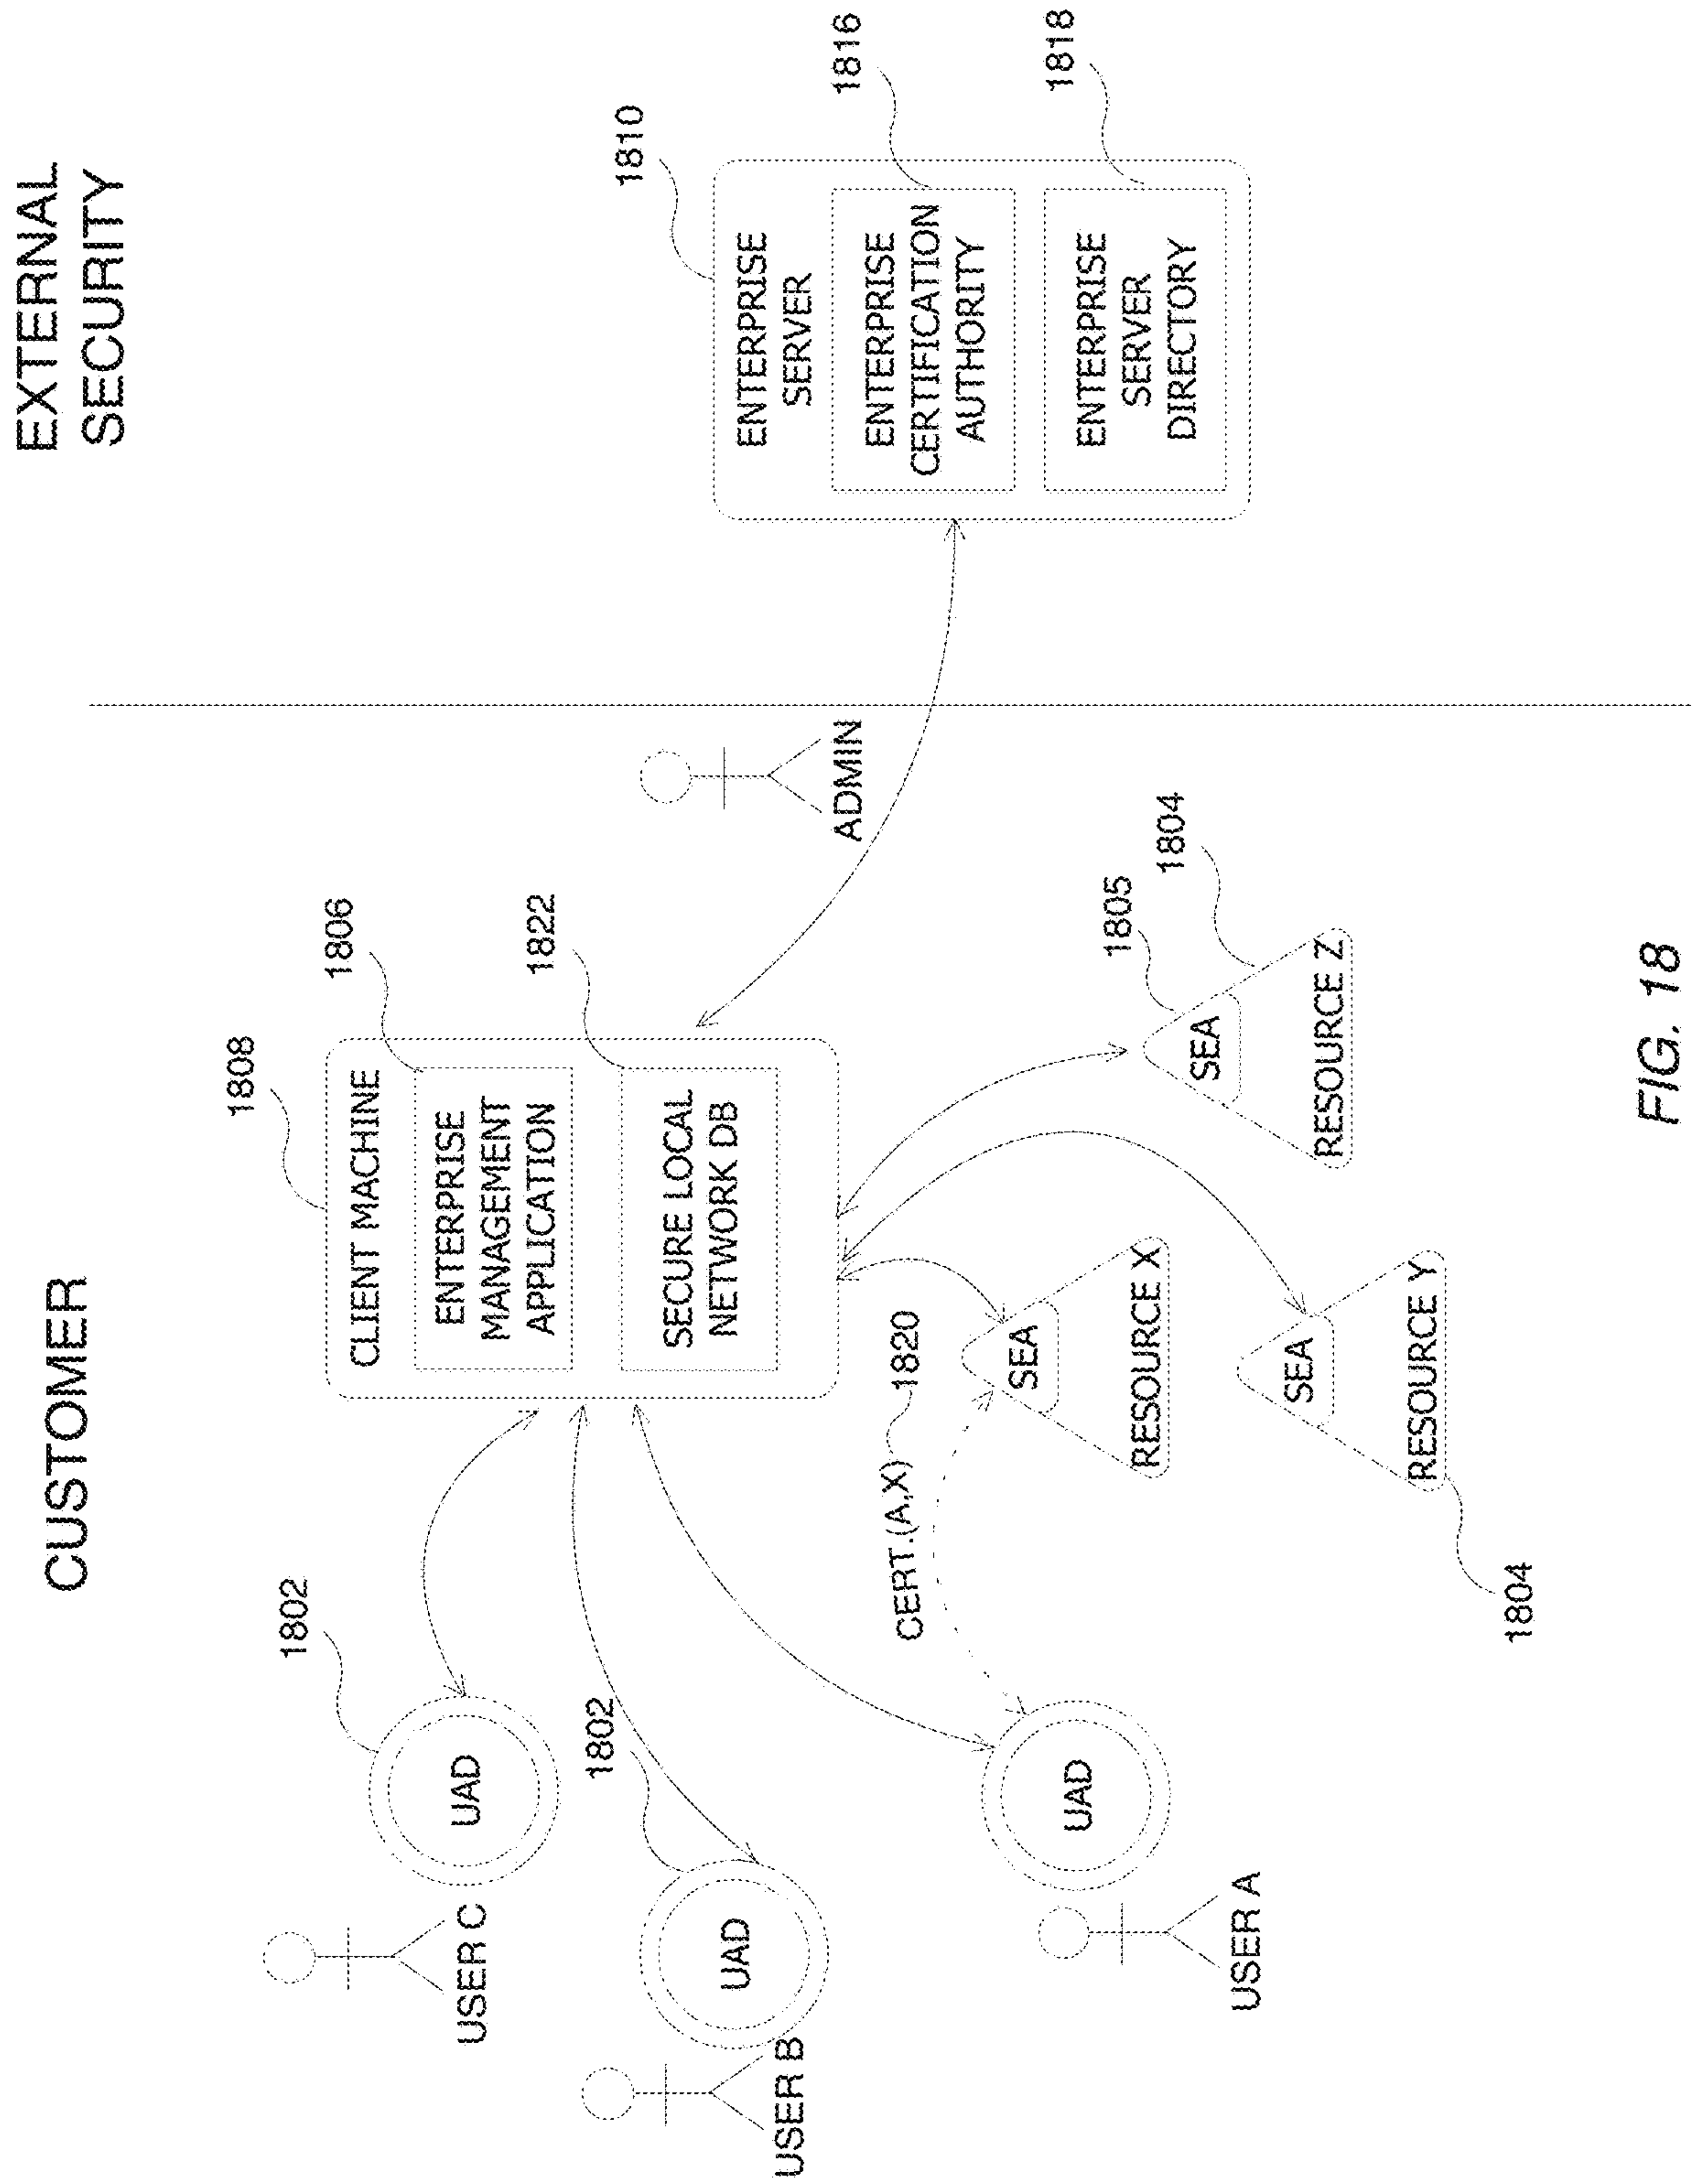 CUSTOMER
EXTERNAL
SECURITY
1808
CLIENT MACHINE
1806
ENTERPRISE
MANAGEMENT
APPLICATION
1822
SECURE LOCAL
NETWORK DB
1802
UAD
USER C
1802
UAD
USER B
UAD
USER A
CERT.(A,X)
1820
SEA
RESOURCE X
SEA
RESOURCE Y
1804
1805
1804
SEA
RESOURCE Z
ADMIN
1810
ENTERPRISE
SERVER
1816
ENTERPRISE
CERTIFICATION
AUTHORITY
1818
ENTERPRISE
SERVER
DIRECTORY
FIG. 18